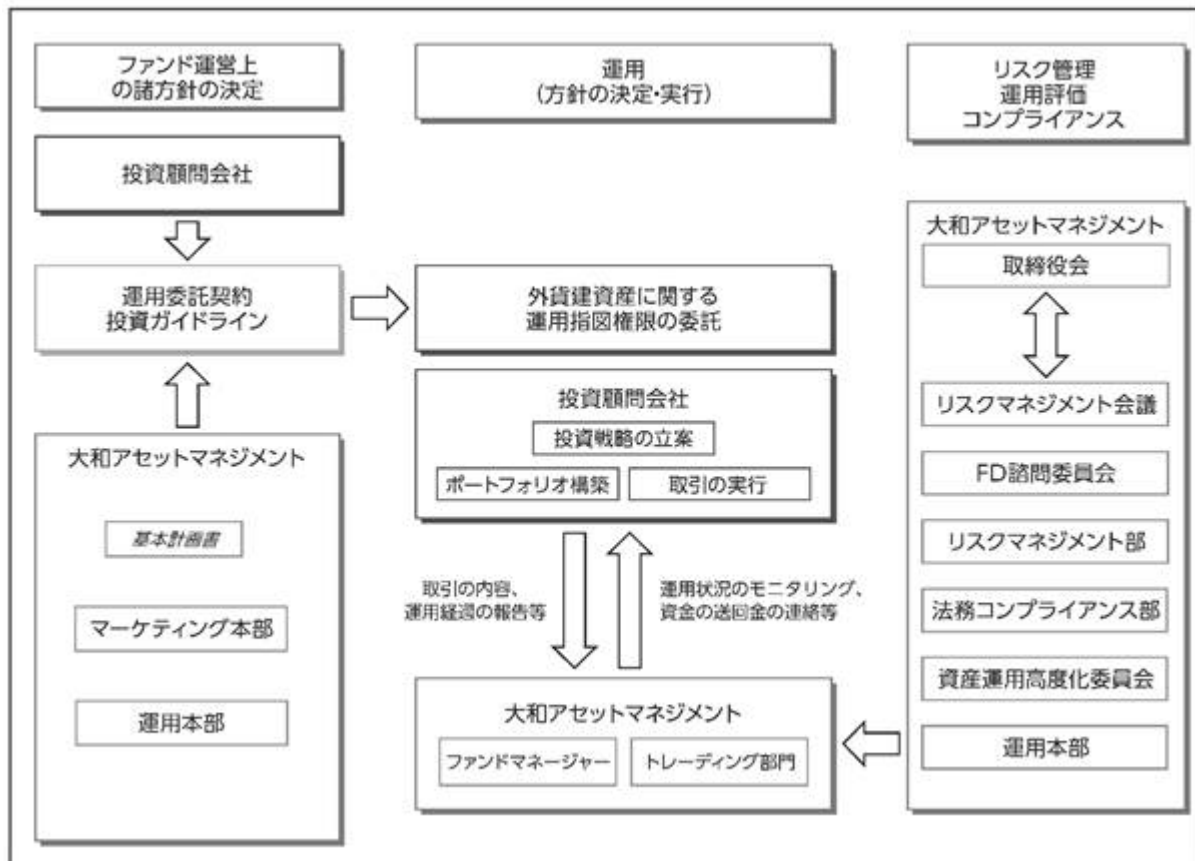 ファンド運営上
の諸方針の決定
運用
(方針の決定・実行)
リスク管理
運用評価
コンプライアンス
投資顧問会社
運用委託契約
投資ガイドライン
外貨建資産に関する
運用指図権限の委託
大和アセットマネジメント
基本計画書
マーケティング本部
運用本部
投資顧問会社
投資戦略の立案
ポートフォリオ構築
取引の実行
取引の内容、
運用経過の報告等
運用状況のモニタリング、
資金の送回金の連絡等
大和アセットマネジメント
ファンドマネージャー
トレーディング部門
大和アセットマネジメント
取締役会
リスクマネジメント会議
FD諮問委員会
リスクマネジメント部
法務コンプライアンス部
資産運用高度化委員会
運用本部